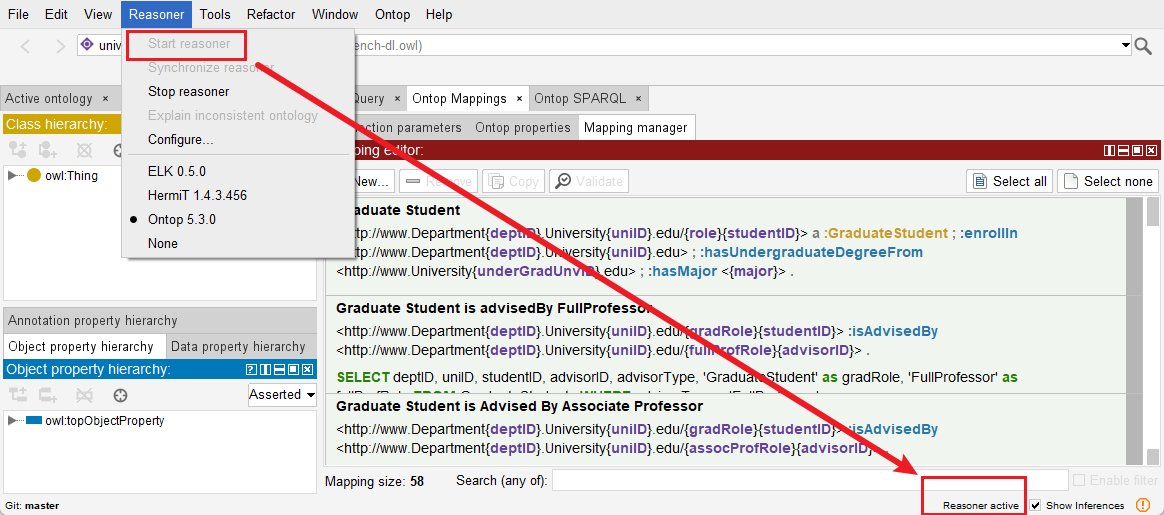 File Edit View Reasoner Tools Refactor Window Ontop Help
Start reasoner
Synchronize reasoner
Stop reasoner
Explain inconsistent ontology
Configure...
ELK 0.5.0
HermiT 1.4.3.456
Ontop 5.3.0
None
ench-dl.owl)
Active ontology × Query × Ontop Mappings × Ontop SPARQL ×
Class hierarchy:
owl:Thing
ction parameters Ontop properties Mapping manager
ping editor:
New... Remove Copy Validate Select all Select none
raduate Student
http://www.Department{deptID}.University{uniID}.edu/{role}{studentID}> a :GraduateStudent ; :enrollIn
http://www.Department{deptID}.University{uniID}.edu> ; :hasUndergraduateDegreeFrom
<http://www.University{underGradUnvID}.edu> ; :hasMajor <{major}> .
Graduate Student is advisedBy FullProfessor
<http://www.Department{deptID}.University{uniID}.edu/{gradRole}{studentID}> :isAdvisedBy
<http://www.Department{deptID}.University{uniID}.edu/{fullProfRole}{advisorID}> .
SELECT deptID, uniID, studentID, advisorID, advisorType, 'GraduateStudent' as gradRole, 'FullProfessor' as
Graduate Student is Advised By Associate Professor
<http://www.Department{deptID}.University{uniID}.edu/{gradRole}{studentID}> :isAdvisedBy
<http://www.Department{deptID}.University{uniID}.edu/{assocProfRole}{advisorID}
Annotation property hierarchy
Object property hierarchy Data property hierarchy
Object property hierarchy:
Asserted
owl:topObjectProperty
Mapping size: 58 Search (any of): Enable filter
Git: master Reasoner active Show Inferences